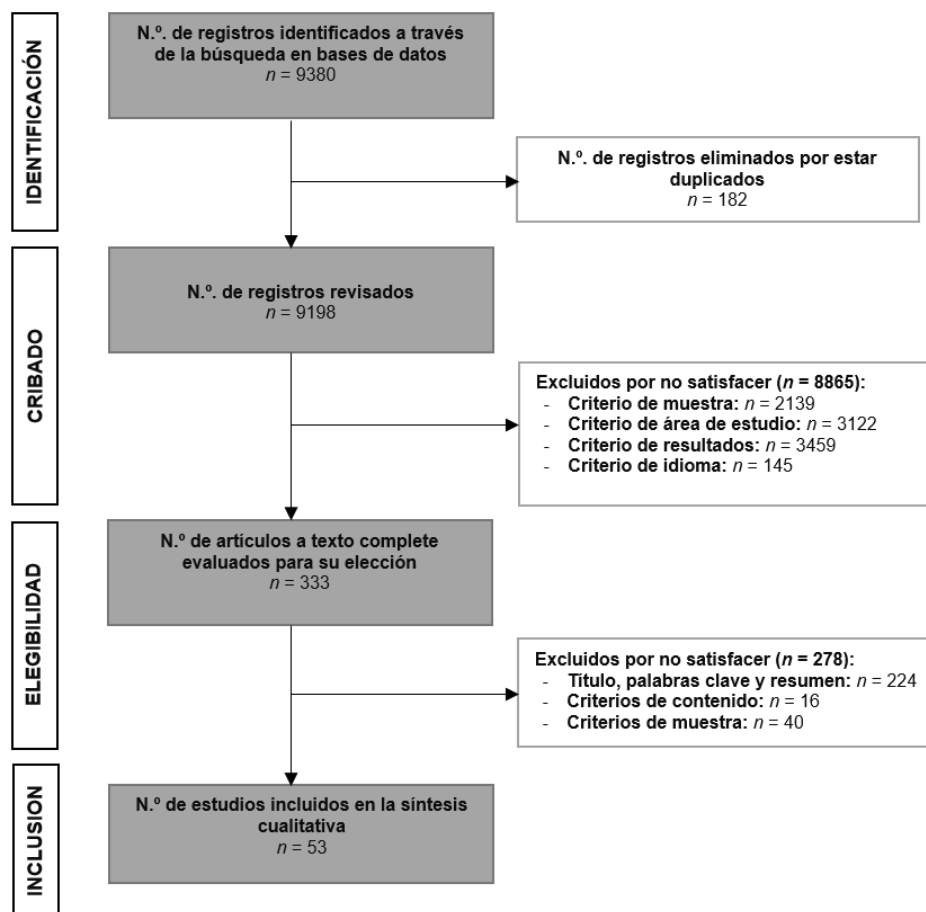 IDENTIFICACIÓN
N.º. de registros identificados a través
de la búsqueda en bases de datos
n = 9380
N.º. de registros eliminados por estar
duplicados
n = 182
CRIBADO
N.º. de registros revisados
n = 9198
Excluidos por no satisfacer (n = 8865):
- Criterio de muestra: n = 2139
- Criterio de área de estudio: n = 3122
- Criterio de resultados: n = 3459
- Criterio de idioma: n = 145
ELEGIBILIDAD
N.º de artículos a texto complete
evaluados para su elección
n = 333
Excluidos por no satisfacer (n = 278):
- Título, palabras clave y resumen: n = 224
- Criterios de contenido: n = 16
- Criterios de muestra: n = 40
INCLUSION
N.º de estudios incluidos en la síntesis
cualitativa
n = 53